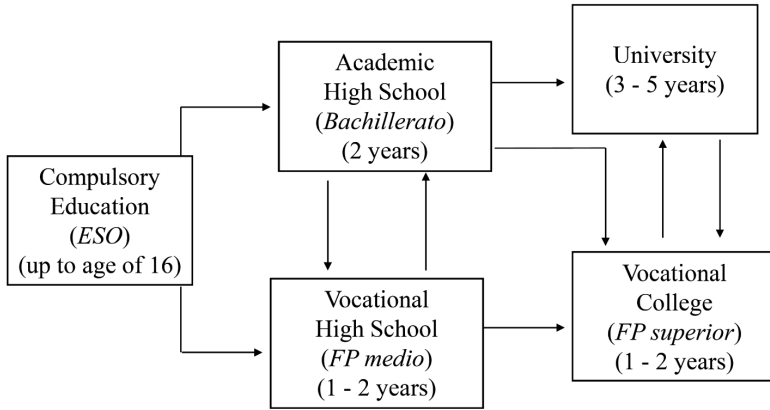 Compulsory
Education
(ESO)
(up to age of 16)
Academic
High School
(Bachillerato)
(2 years)
Vocational
High School
(FP medio)
(1 - 2 years)
University
(3 - 5 years)
Vocational
College
(FP superior)
(1 - 2 years)